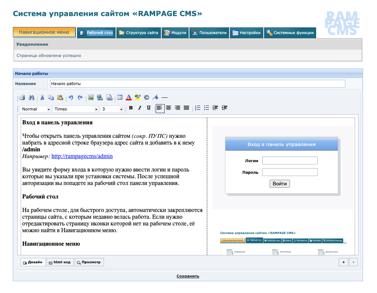 Система управления сайтом «RAMPAGE CMS»
RAMPAGE CMS
Навигационное меню
Рабочий стол
Структура сайта
Модули
Пользователи
Настройки
Системные функции
Уведомления
Страница обновлена успешно
Начало работы
Название
Начало работы
Normal
Times
3
Вход в панель управления
Чтобы открыть панель управления сайтом (сокр. ПУПС) нужно
набрать в адресной строке браузера адрес сайта и добавить к нему
/admin
Например: http://rampagecms/admin
Вы увидите форму входа в которую нужно ввести логин и пароль
которые вы указали при установки системы. После успешной
авторизации вы попадете на рабочий стол панели управления.
Рабочий стол
На рабочем столе, для быстрого доступа, автоматически закрепляются
страницы сайта, с которым недавно велась работа. Если нужно
отредактировать страницу иконки которой нет на рабочем столе, её
можно найти в Навигационном меню.
Навигационное меню
Вход в панель управления
Логин
Пароль
Войти
Система управления сайтом «RAMPAGE CMS»
Дизайн
html код
Просмотр
Сохранить